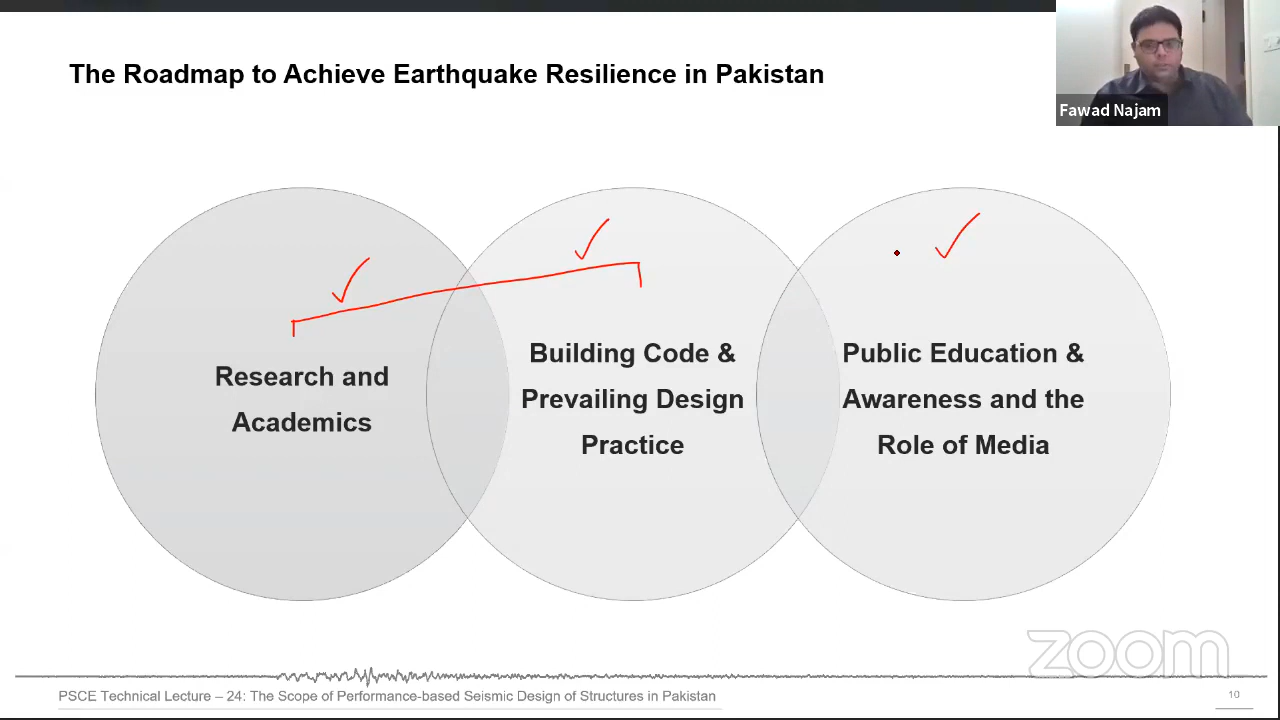 The Roadmap to Achieve Earthquake Resilience in Pakistan
Fawad Najam
Research and
Academics
Building Code &
Prevailing Design
Practice
Public Education &
Awareness and the
Role of Media
zoom
PSCE Technical Lecture – 24: The Scope of Performance-based Seismic Design of Structures in Pakistan
10